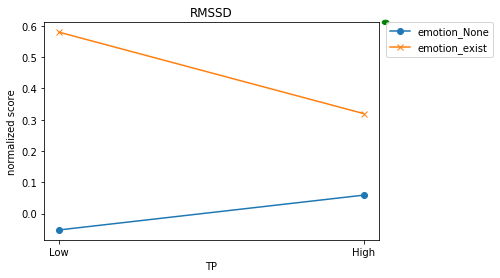 RMSSD
0.6
0.5
0.4
0.3
0.2
0.1
0.0
normalized score
Low
High
TP
emotion_None
emotion_exist